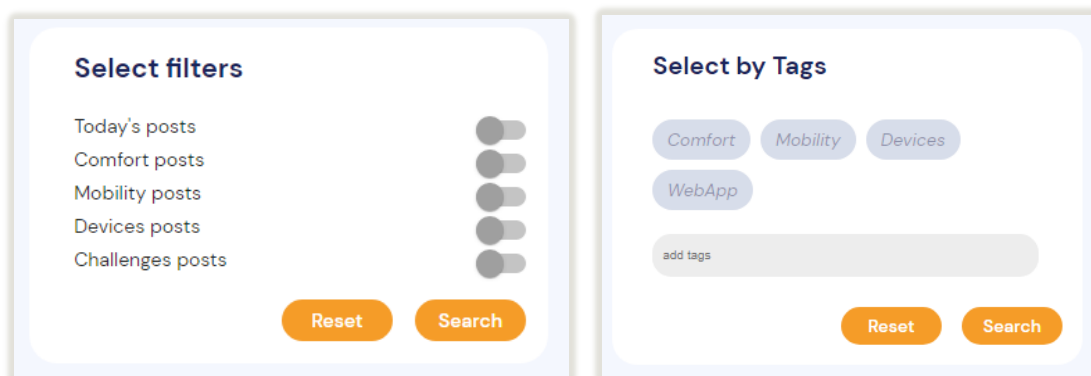 Select filters
Today's posts
Comfort posts
Mobility posts
Devices posts
Challenges posts
Reset Search
Select by Tags
Comfort Mobility Devices
WebApp
add tags
Reset Search